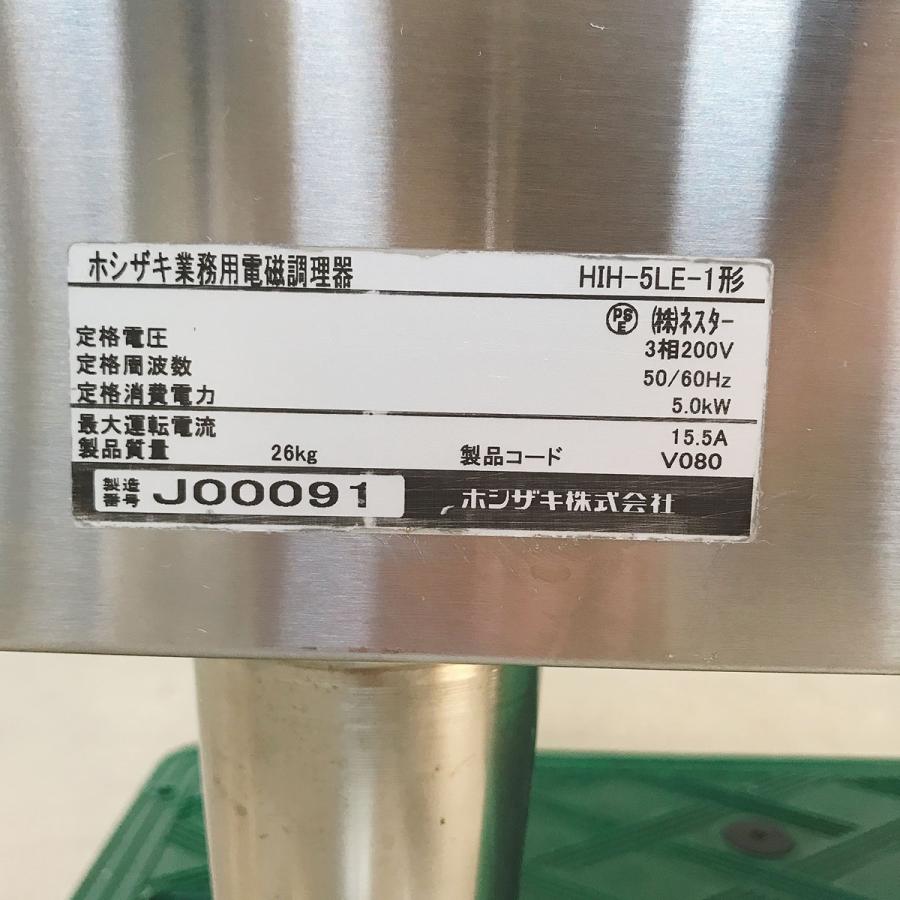 ホシザキ業務用電磁調理器 HIH-5LE-1形
PSE (株)ネスター
定格電圧 3相200V
定格周波数 50/60Hz
定格消費電力 5.0kW
最大運転電流 15.5A
製品質量 26kg 製品コード V080
製造番号 J00091 ホシザキ株式会社